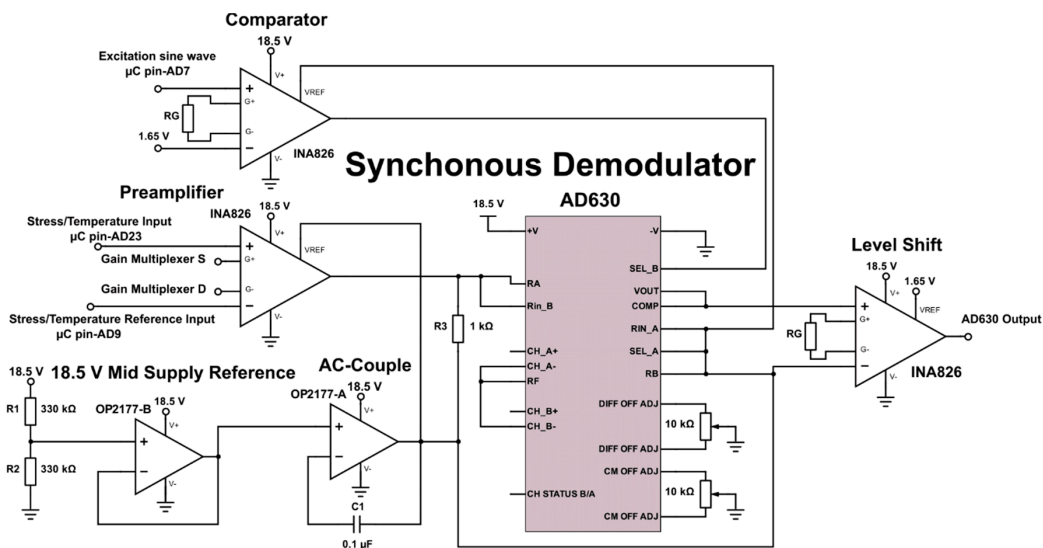 Comparator
18.5 V
Excitation sine wave
µC pin-AD7
V+
VREF
+
G+
RG
G-
1.65 V
−
V-
INA826
Synchonous Demodulator
AD630
Preamplifier
INA826
18.5 V
Stress/Temperature Input
µC pin-AD23
V+
VREF
+
G+
Gain Multiplexer S
Gain Multiplexer D
G-
−
V-
Stress/Temperature Reference Input
µC pin-AD9
18.5 V
+V
-V
SEL_B
RA
VOUT
Rin_B
COMP
RIN_A
R3
1 kΩ
CH_A+
SEL_A
CH_A-
RF
RB
CH_B+
DIFF OFF ADJ
CH_B-
10 kΩ
DIFF OFF ADJ
CM OFF ADJ
CH STATUS B/A
10 kΩ
CM OFF ADJ
Level Shift
18.5 V
1.65 V
V+
VREF
+
G+
RG
G-
−
V-
INA826
AD630 Output
18.5 V Mid Supply Reference
18.5 V
R1
330 kΩ
R2
330 kΩ
OP2177-B
18.5 V
V+
+
−
V-
AC-Couple
OP2177-A
18.5 V
V+
+
−
V-
C1
0.1 µF